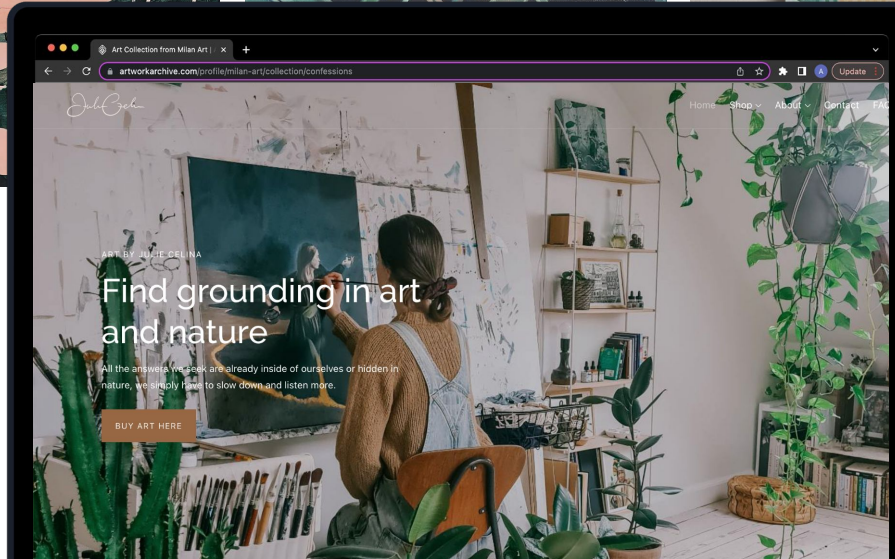 Art Collection from Milan Art |
artworkarchive.com/profile/milan-art/collection/confessions
A
Update
Home
Shop
About
Contact
FAQ
ART BY JULIE CELINA
Find grounding in art
and nature
All the answers we seek are already inside of ourselves or hidden in
nature, we simply have to slow down and listen more.
BUY ART HERE